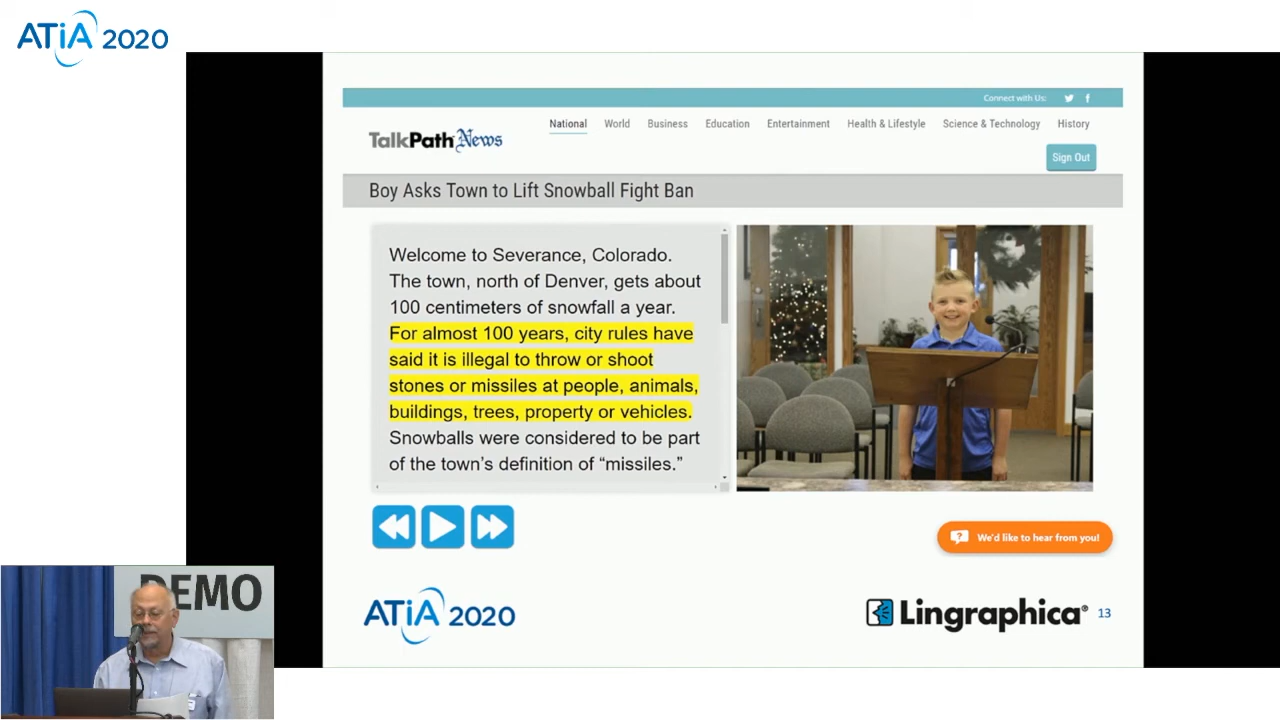 ATiA 2020
Connect with Us:
TalkPath News
National World Business Education Entertainment Health & Lifestyle Science & Technology History
Sign Out
Boy Asks Town to Lift Snowball Fight Ban
Welcome to Severance, Colorado.
The town, north of Denver, gets about
100 centimeters of snowfall a year.
For almost 100 years, city rules have
said it is illegal to throw or shoot
stones or missiles at people, animals,
buildings, trees, property or vehicles.
Snowballs were considered to be part
of the town's definition of “missiles.”
We'd like to hear from you!
DEMO
ATiA 2020
Lingraphica® 13